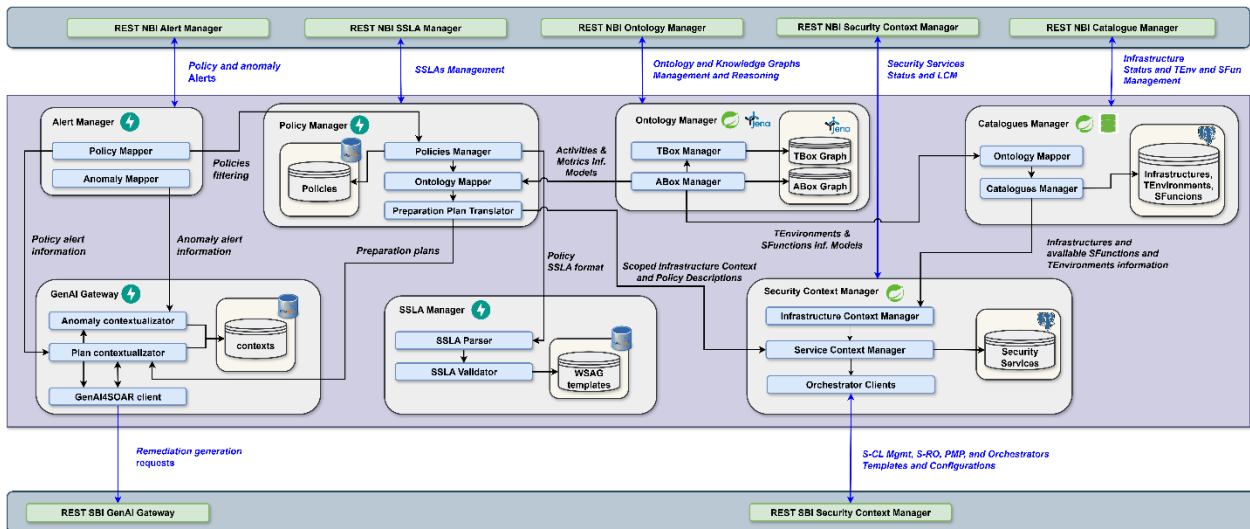 REST NBI Alert Manager
REST NBI SSLA Manager
REST NBI Ontology Manager
REST NBI Security Context Manager
REST NBI Catalogue Management
Policy and anomaly
Alerts
SSLAs Management
Ontology and Knowledge Graphs
Management and Reasoning
Security Services
Status and LCM
Infrastructure
Status and TEnv and SFun
Management
Alert Manager
Policy Mapper
Anomaly Mapper
Policies
filtering
Policy Manager
Policies
Policies Manager
Ontology Mapper
Preparation Plan Translator
Activities &
Metrics Inf.
Models
Ontology Manager
Jena
TBox Manager
ABox Manager
Jena
TBox Graph
ABox Graph
Catalogues Manager
Ontology Mapper
Catalogues Manager
Infrastructures,
TEnvironments,
SFuncions
Policy alert
information
Anomaly alert
information
Preparation plans
Policy
SSLA format
TEnvironments &
SFunctions Inf. Models
Scoped Infrastructure Context
and Policy Descriptions
Infrastructures and
available SFunctions and
TEnvironments information
GenAI Gateway
Anomaly contextualizator
Plan contextualizator
GenAI4SOAR client
contexts
SSLA Manager
SSLA Parser
SSLA Validator
WSAG
templates
Security Context Manager
Infrastructure Context Manager
Service Context Manager
Orchestrator Clients
Security
Services
Remediation generation
requests
S-CL Mgmt, S-RO, PMP, and Orchestrators
Templates and Configurations
REST SBI GenAI Gateway
REST SBI Security Context Manager